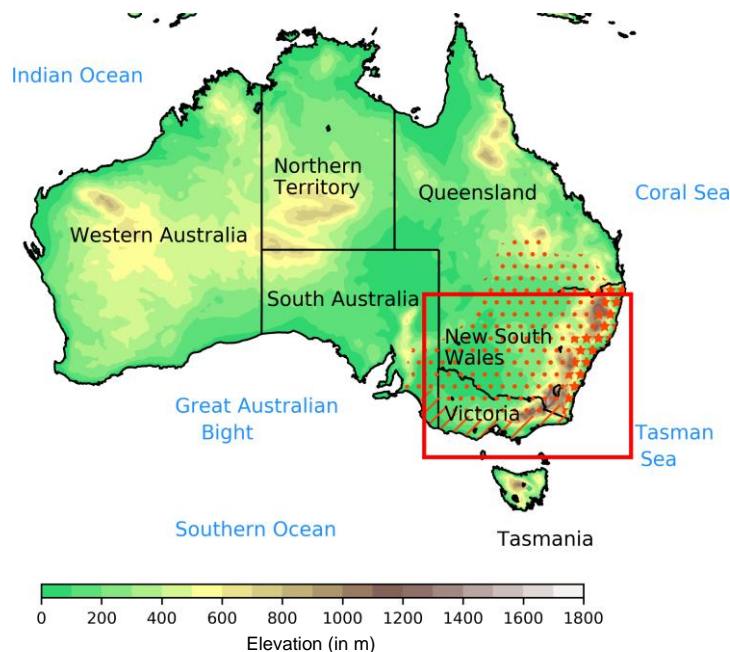 Indian Ocean
Northern
Territory
Queensland
Coral Sea
Western Australia
South Australia
New South
Wales
Great Australian
Bight
Victoria
Tasman
Sea
Southern Ocean
Tasmania
0 200 400 600 800 1000 1200 1400 1600 1800
Elevation (in m)